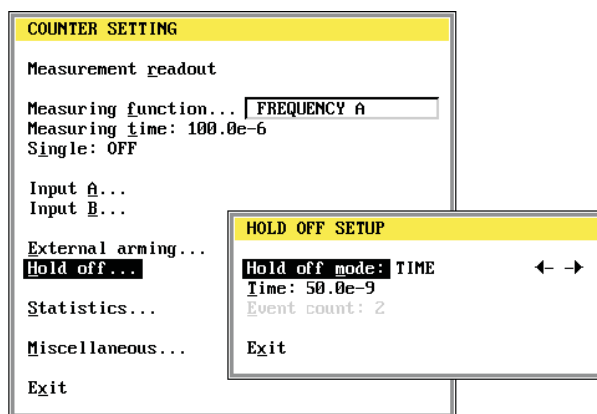 COUNTER SETTING
Measurement readout
Measuring function... FREQUENCY A
Measuring time: 100.0e-6
Single: OFF
Input A...
Input B...
External arming...
Hold off...
Statistics...
Miscellaneous...
Exit
HOLD OFF SETUP
Hold off mode: TIME
Time: 50.0e-9
Event count: 2
Exit